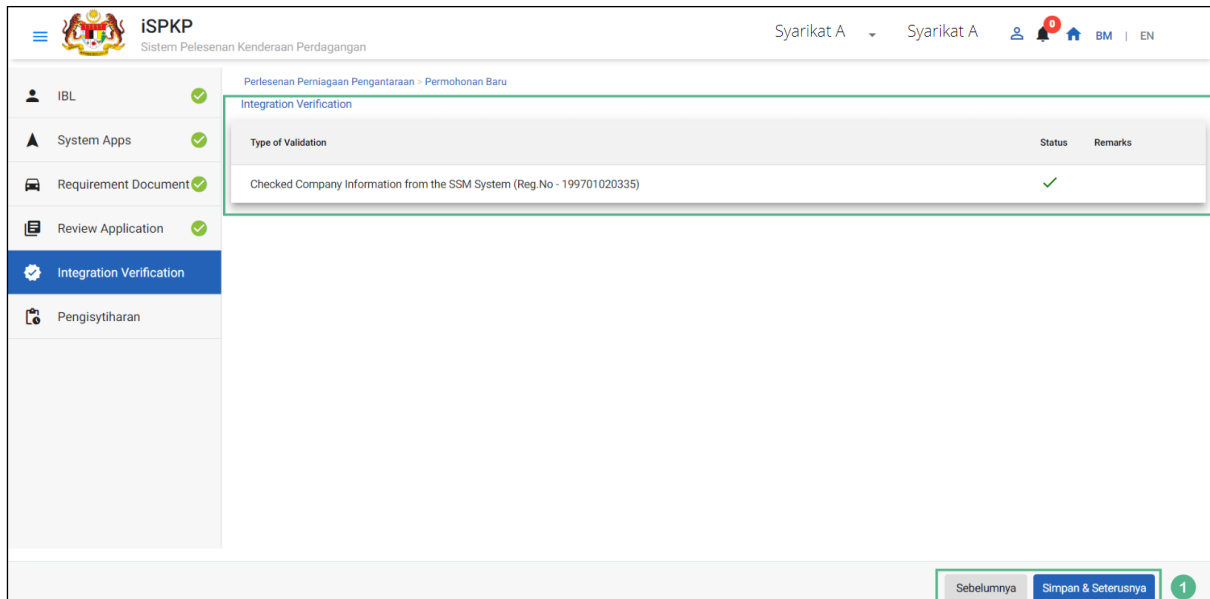 iSPKP
Sistem Pelesenan Kenderaan Perdagangan
Syarikat A
Syarikat A
0
BM | EN
IBL
System Apps
Requirement Document
Review Application
Integration Verification
Pengisytiharan
Perlesenan Perniagaan Pengantaraan > Permohonan Baru
Integration Verification
Type of Validation Status Remarks
Checked Company Information from the SSM System (Reg.No - 199701020335)
Sebelumnya Simpan & Seterusnya 1